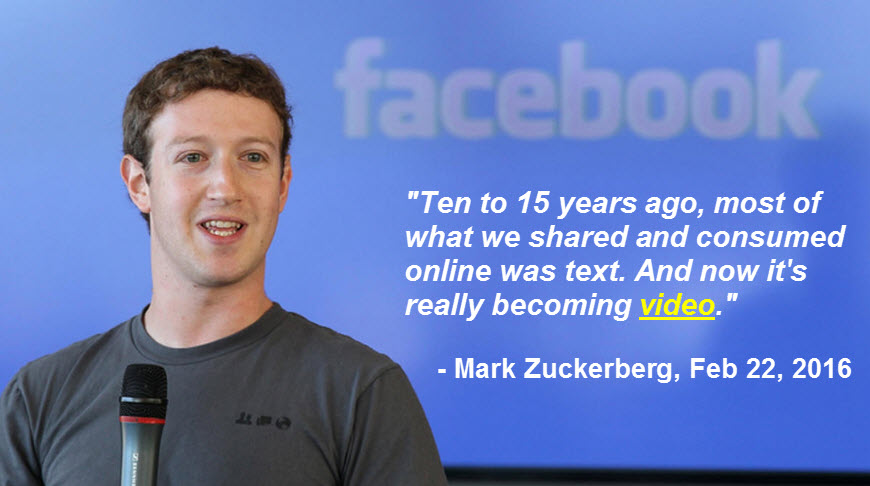 facebook
"Ten to 15 years ago, most of
what we shared and consumed
online was text. And now it's
really becoming video."
- Mark Zuckerberg, Feb 22, 2016